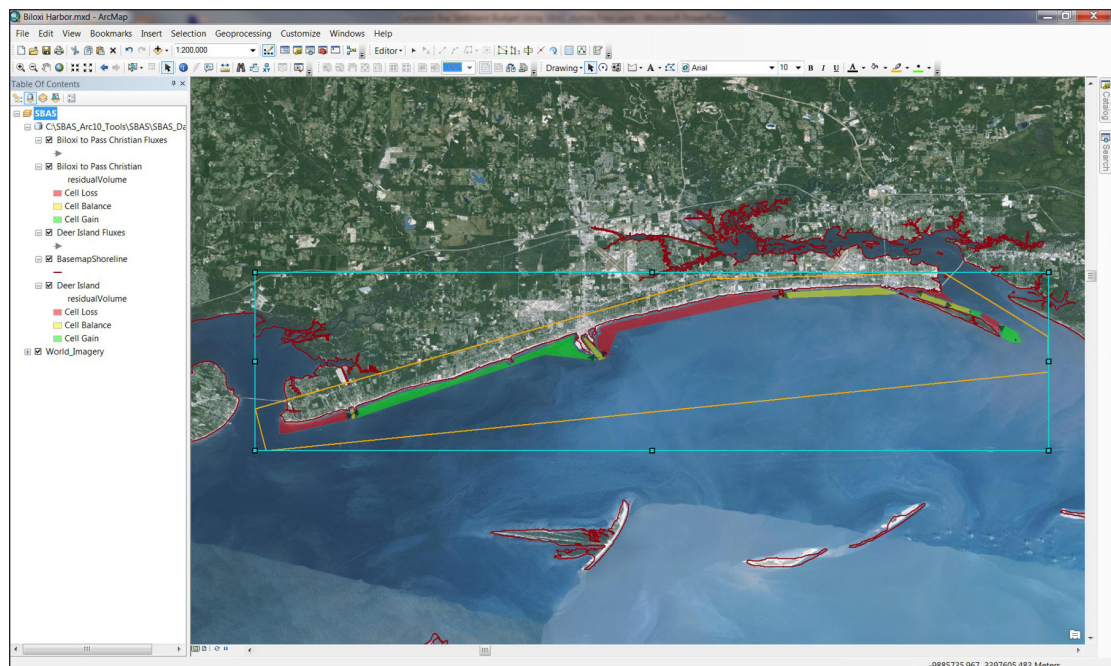 Biloxi Harbor.mxd - ArcMap
File Edit View Bookmarks Insert Selection Geoprocessing Customize Windows Help
1:200,000 Editor
Drawing Arial 10 B I U A
Table Of Contents
SBAS
C:\SBAS_Arc10_Tools\SBAS\SBAS_Da
Biloxi to Pass Christian Fluxes
Biloxi to Pass Christian
residualVolume
Cell Loss
Cell Balance
Cell Gain
Deer Island Fluxes
BasemapShoreline
Deer Island
residualVolume
Cell Loss
Cell Balance
Cell Gain
World_Imagery
Catalog
Search
-9885735.967 3397605.483 Meters